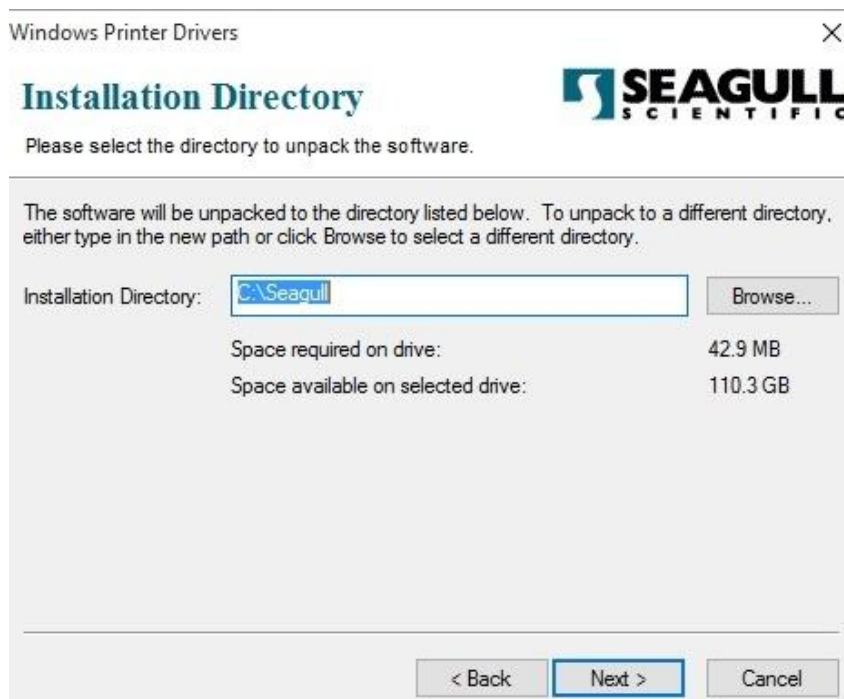 Windows Printer Drivers
Installation Directory
SEAGULL
SCIENTIFIC
Please select the directory to unpack the software.
The software will be unpacked to the directory listed below. To unpack to a different directory,
either type in the new path or click Browse to select a different directory.
Installation Directory: C:\Seagull Browse...
Space required on drive: 42.9 MB
Space available on selected drive: 110.3 GB
< Back Next > Cancel